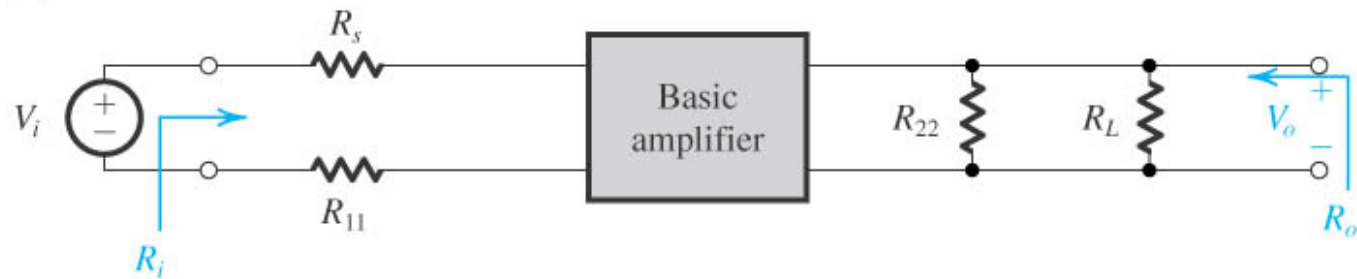 R_s
V_i
+
−
Basic
amplifier
R_22
R_L
+
V_o
−
R_11
R_i
R_o